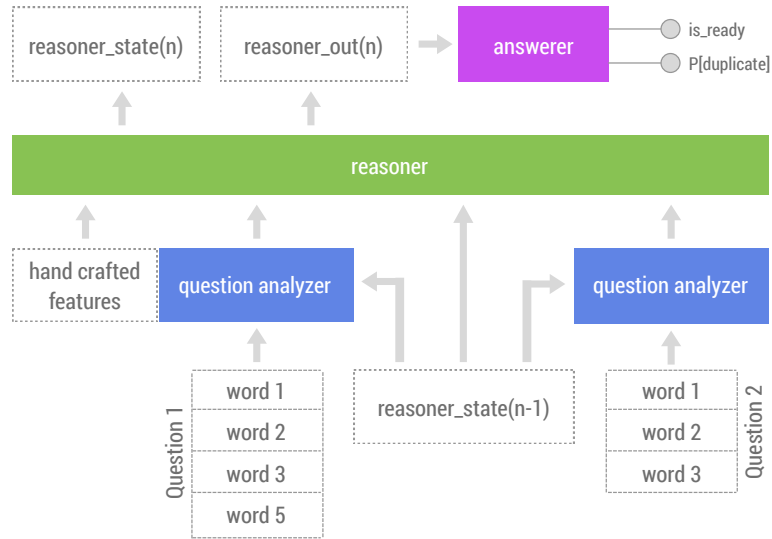 reasoner_state(n)
reasoner_out(n)
answerer
is_ready
P[duplicate]
reasoner
hand crafted
features
question analyzer
question analyzer
Question 1
word 1
word 2
word 3
word 5
reasoner_state(n-1)
word 1
word 2
word 3
Question 2